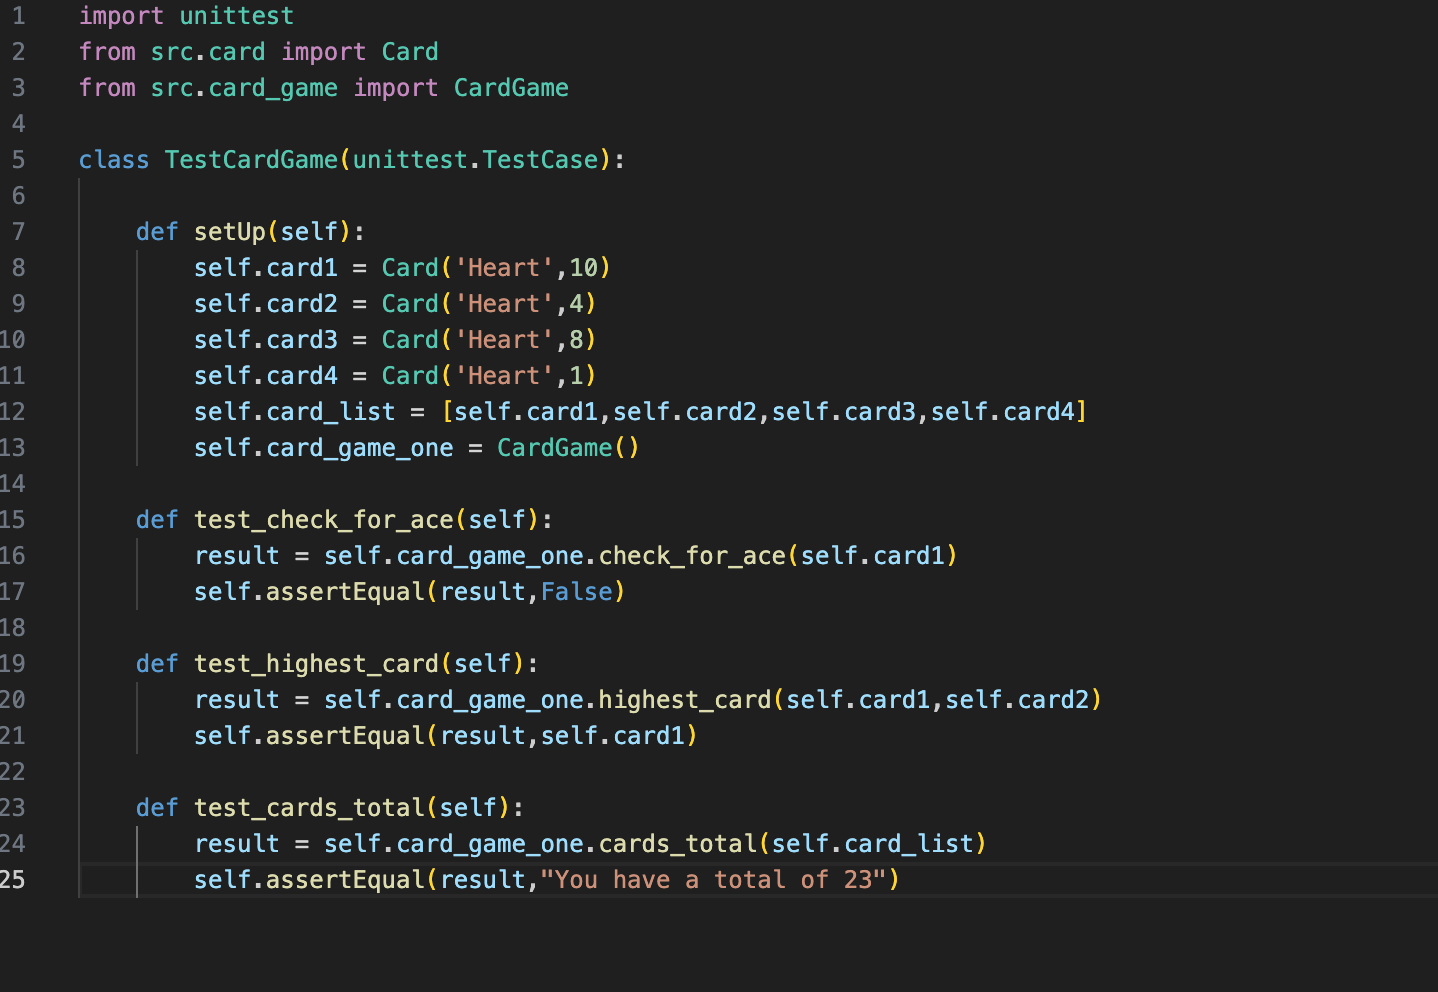 1 import unittest
2 from src.card import Card
3 from src.card_game import CardGame
4
5 class TestCardGame(unittest.TestCase):
6
7     def setUp(self):
8         self.card1 = Card('Heart',10)
9         self.card2 = Card('Heart',4)
10         self.card3 = Card('Heart',8)
11         self.card4 = Card('Heart',1)
12         self.card_list = [self.card1,self.card2,self.card3,self.card4]
13         self.card_game_one = CardGame()
14
15     def test_check_for_ace(self):
16         result = self.card_game_one.check_for_ace(self.card1)
17         self.assertEqual(result,False)
18
19     def test_highest_card(self):
20         result = self.card_game_one.highest_card(self.card1,self.card2)
21         self.assertEqual(result,self.card1)
22
23     def test_cards_total(self):
24         result = self.card_game_one.cards_total(self.card_list)
25         self.assertEqual(result,"You have a total of 23")